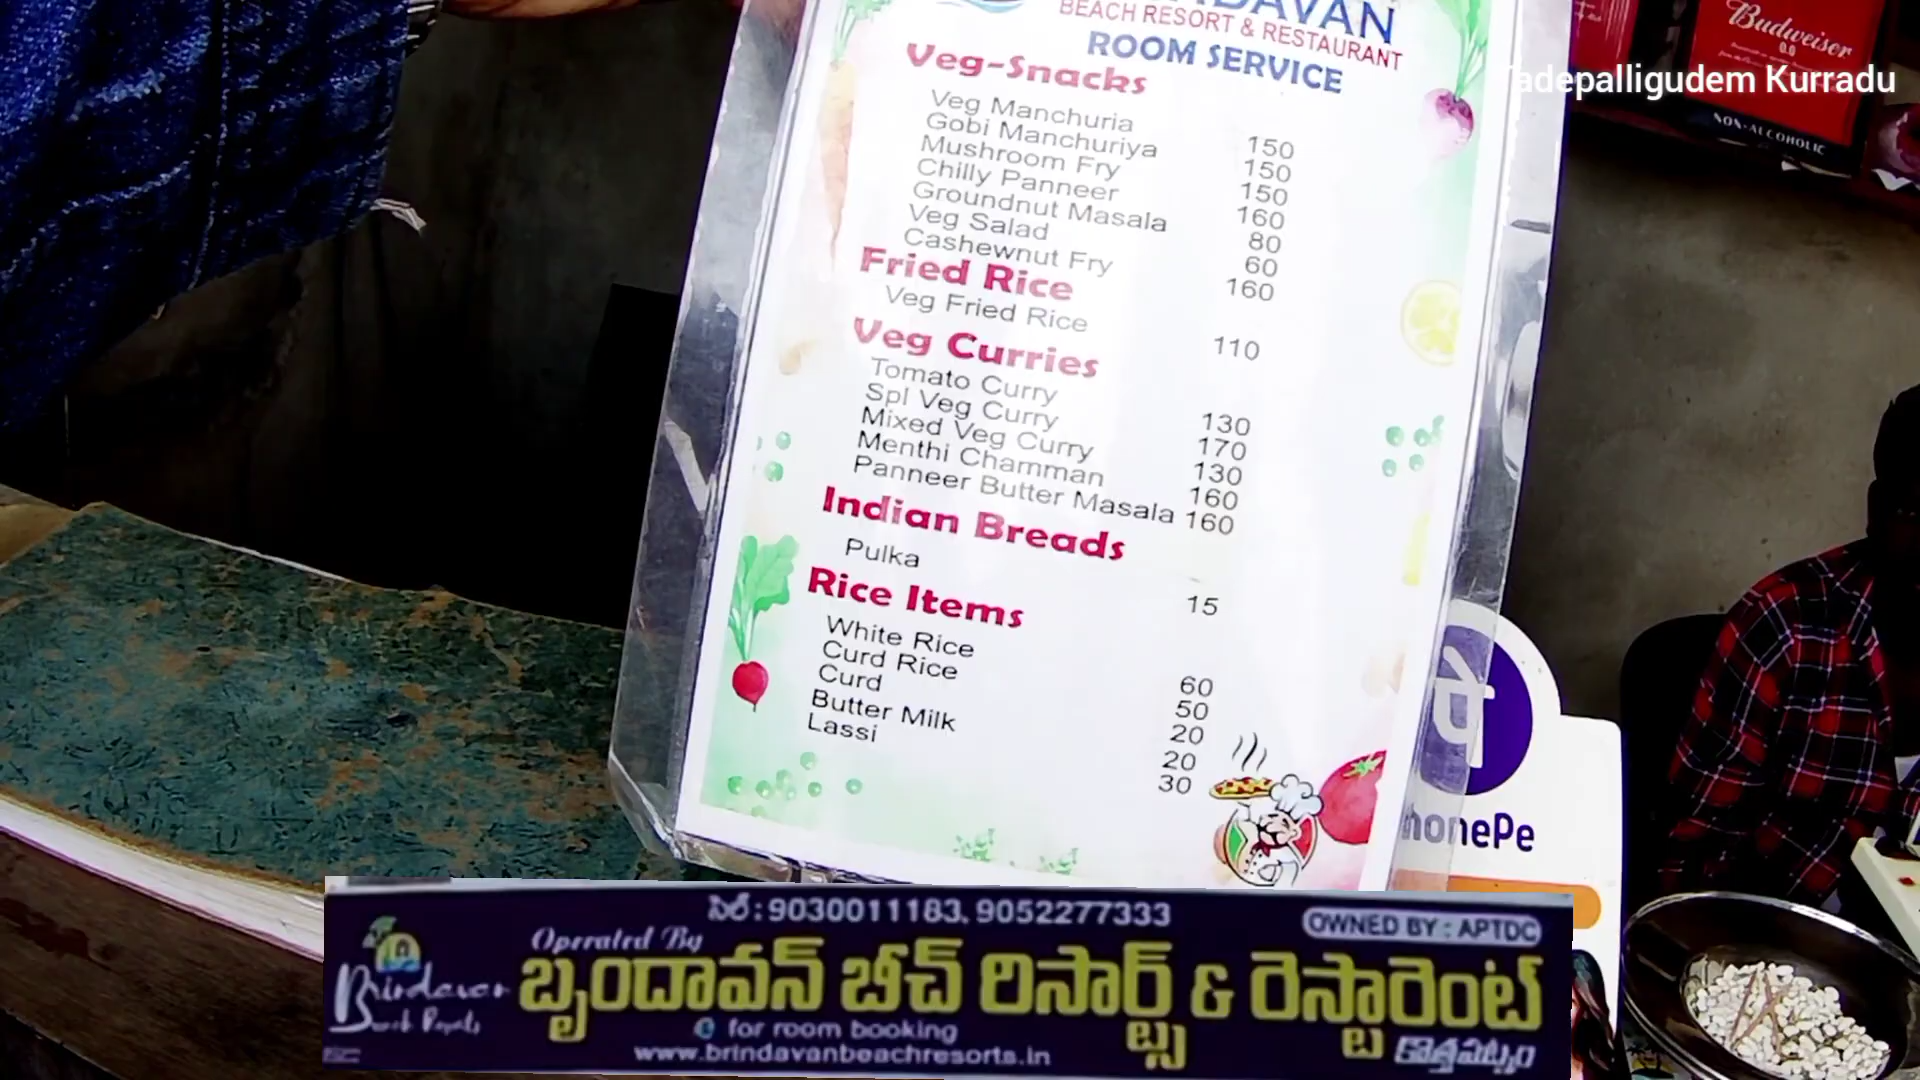 BEACH RESORT & RESTAURANT
ROOM SERVICE
Veg-Snacks
Veg Manchuria 150
Gobi Manchuriya 150
Mushroom Fry 150
Chilly Panneer 160
Groundnut Masala 80
Veg Salad 60
Cashewnut Fry 160
Fried Rice
Veg Fried Rice 110
Veg Curries
Tomato Curry 130
Spl Veg Curry 170
Mixed Veg Curry 130
Menthi Chamman 160
Panneer Butter Masala 160
Indian Breads
Pulka 15
Rice Items
White Rice 60
Curd Rice 50
Curd 20
Butter Milk 20
Lassi 30
Budweiser
0.0
NON-ALCOHOLIC
adepalligudem Kurradu
पे
honePe
సెల్ : 9030011183, 9052277333
OWNED BY : APTDC
Operated By
Brindavan
బృందావన్ బీచ్ రిసార్ట్స్ & రెస్టారెంట్
for room booking
www.brindavanbeachresorts.in